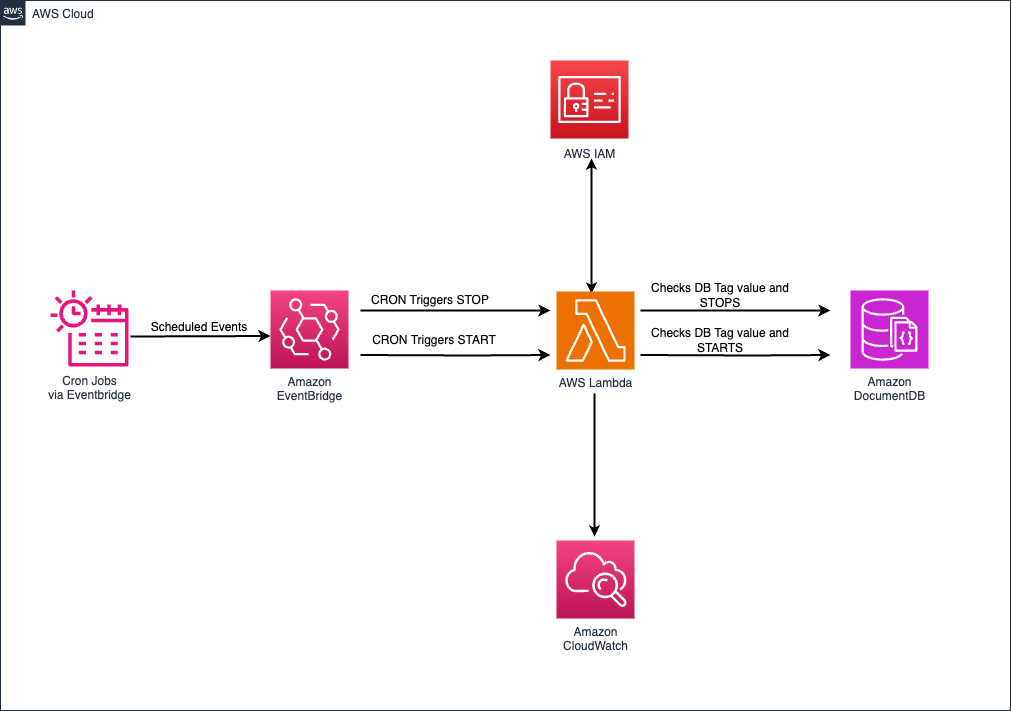 aws
AWS Cloud
AWS IAM
Checks DB Tag value and
STOPS
CRON Triggers STOP
Scheduled Events
Checks DB Tag value and
STARTS
CRON Triggers START
Cron Jobs
via Eventbridge
Amazon
EventBridge
AWS Lambda
Amazon
DocumentDB
Amazon
CloudWatch